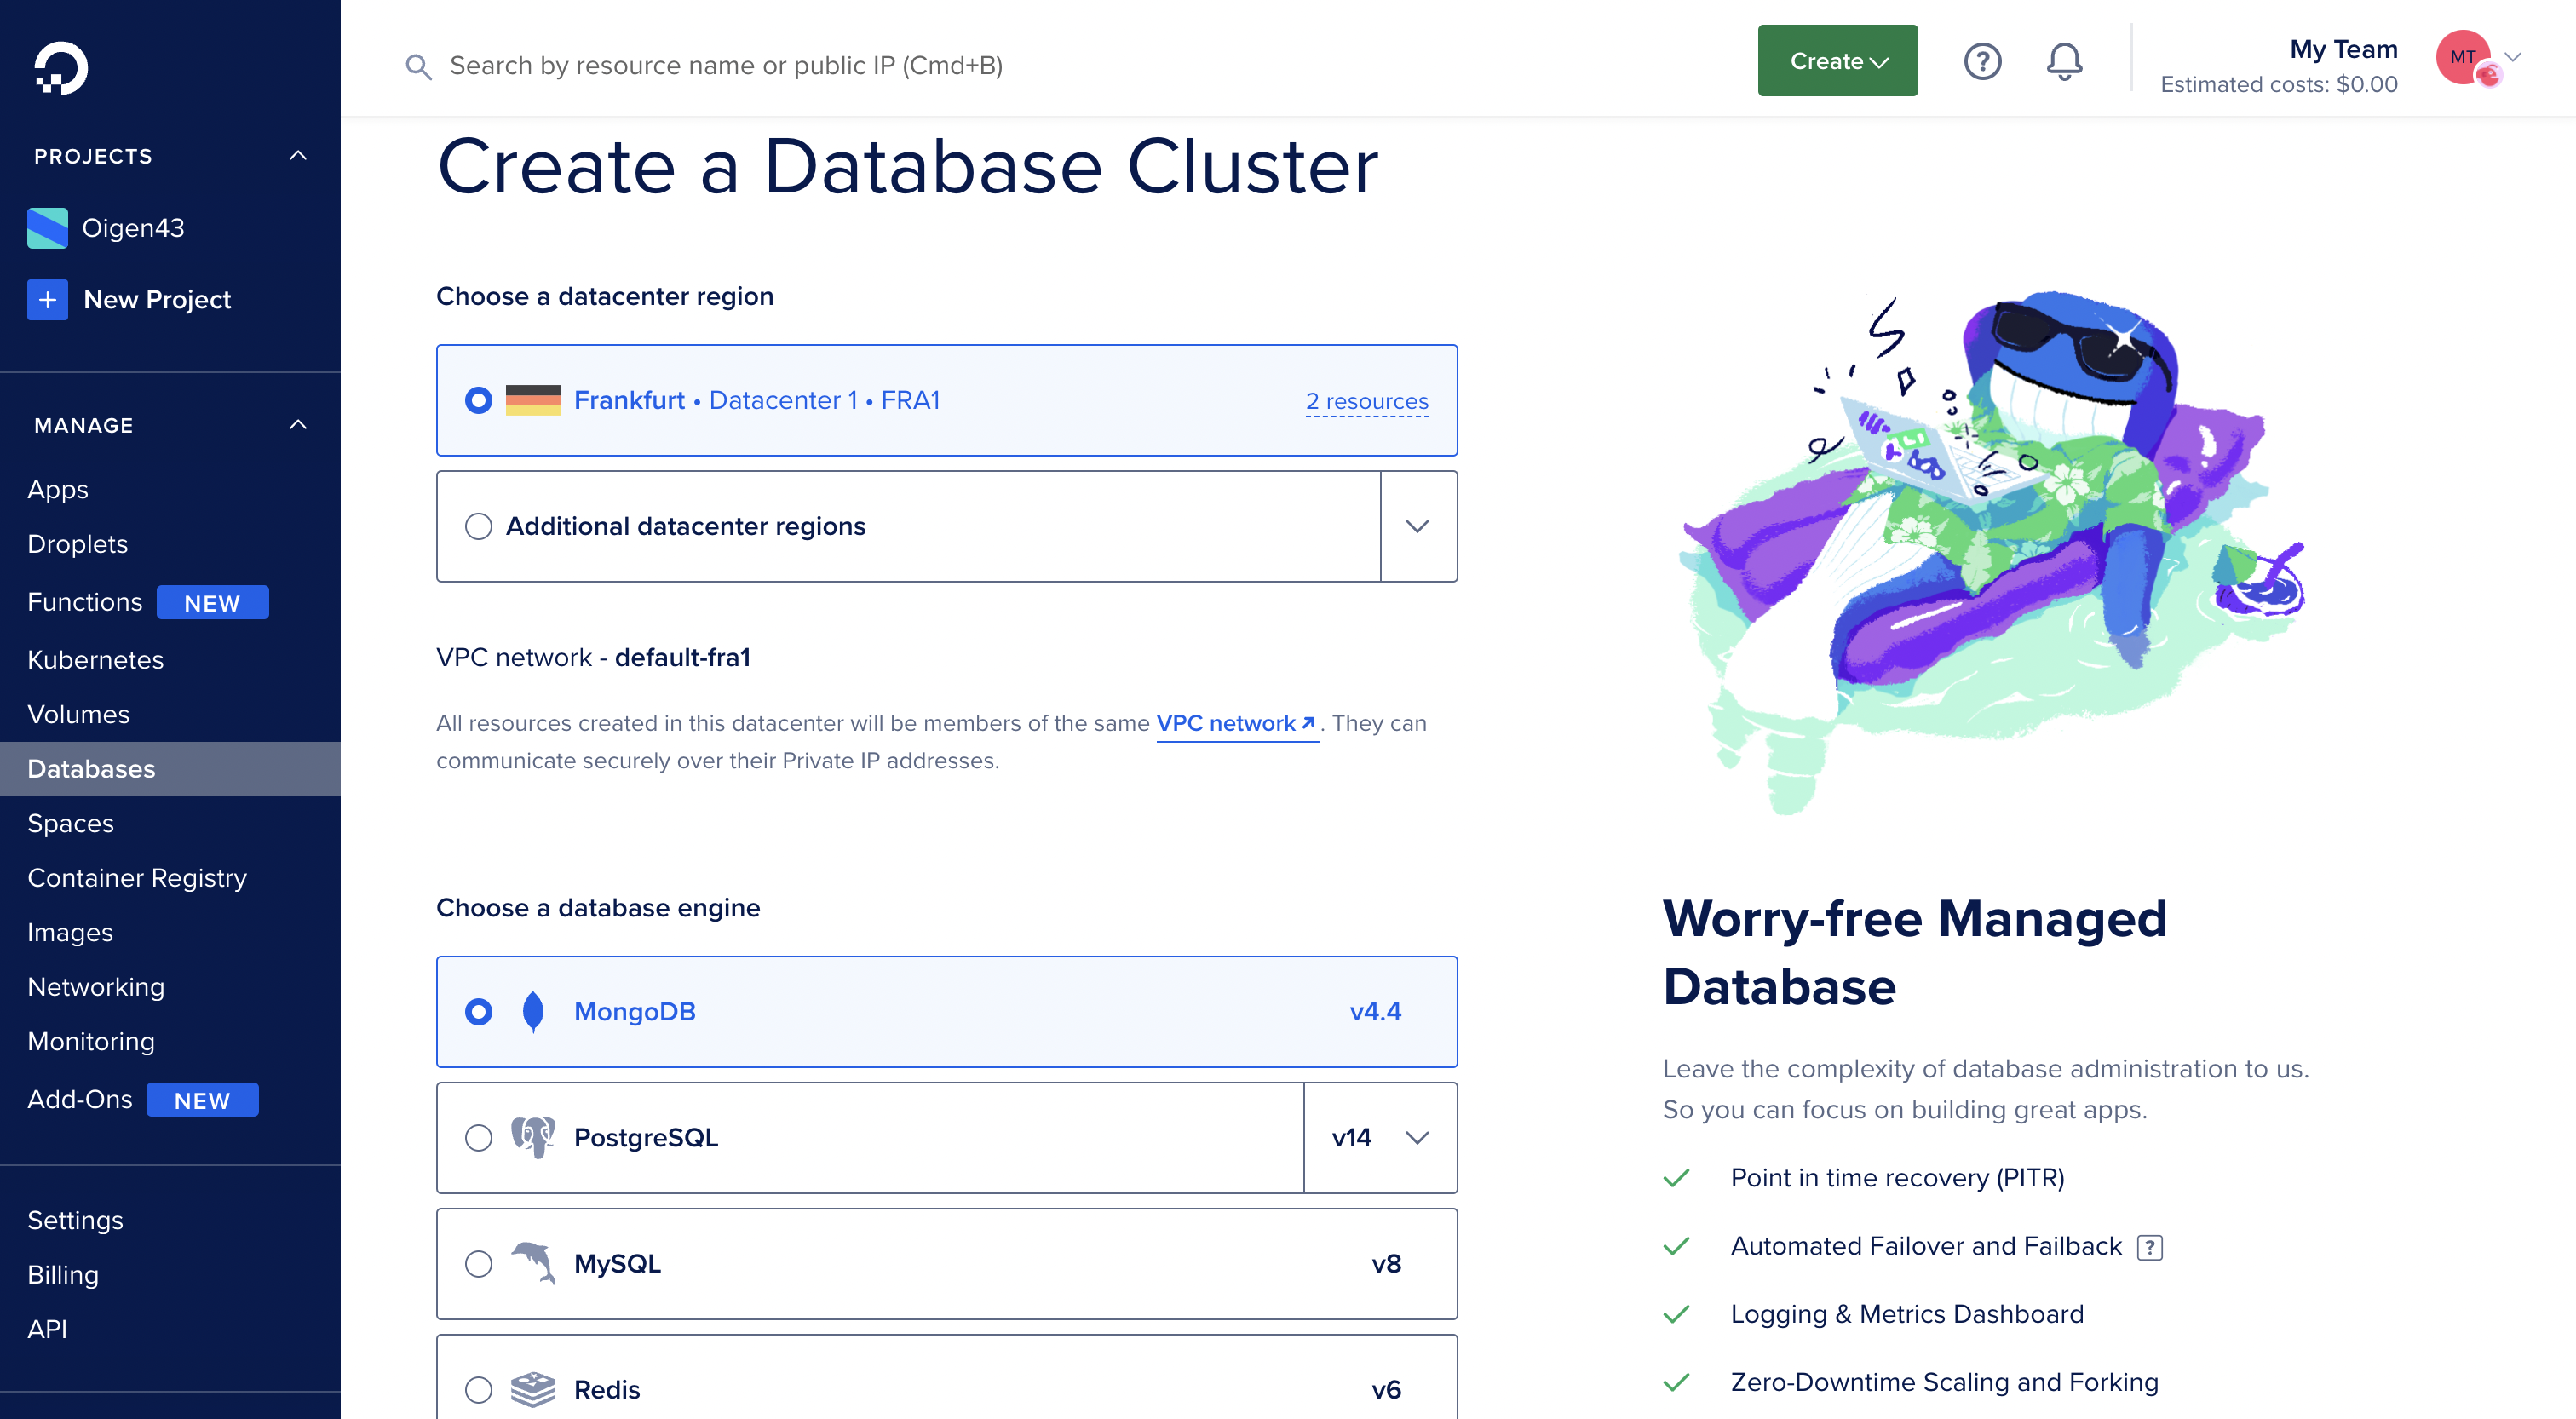 Search by resource name or public IP (Cmd+B)
Create
My Team
Estimated costs: $0.00
MT
PROJECTS
Oigen43
New Project
MANAGE
Apps
Droplets
Functions NEW
Kubernetes
Volumes
Databases
Spaces
Container Registry
Images
Networking
Monitoring
Add-Ons NEW
Settings
Billing
API
Create a Database Cluster
Choose a datacenter region
Frankfurt • Datacenter 1 • FRA1 2 resources
Additional datacenter regions
VPC network - default-fra1
All resources created in this datacenter will be members of the same VPC network. They can
communicate securely over their Private IP addresses.
Choose a database engine
MongoDB v4.4
PostgreSQL v14
MySQL v8
Redis v6
Worry-free Managed
Database
Leave the complexity of database administration to us.
So you can focus on building great apps.
Point in time recovery (PITR)
Automated Failover and Failback ?
Logging & Metrics Dashboard
Zero-Downtime Scaling and Forking